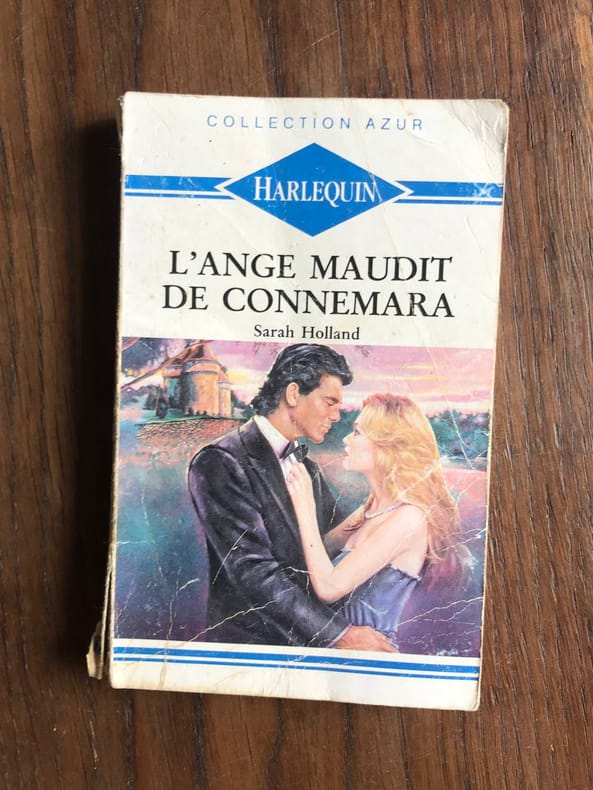 COLLECTION AZUR
HARLEQUIN
L'ANGE MAUDIT
DE CONNEMARA
Sarah Holland